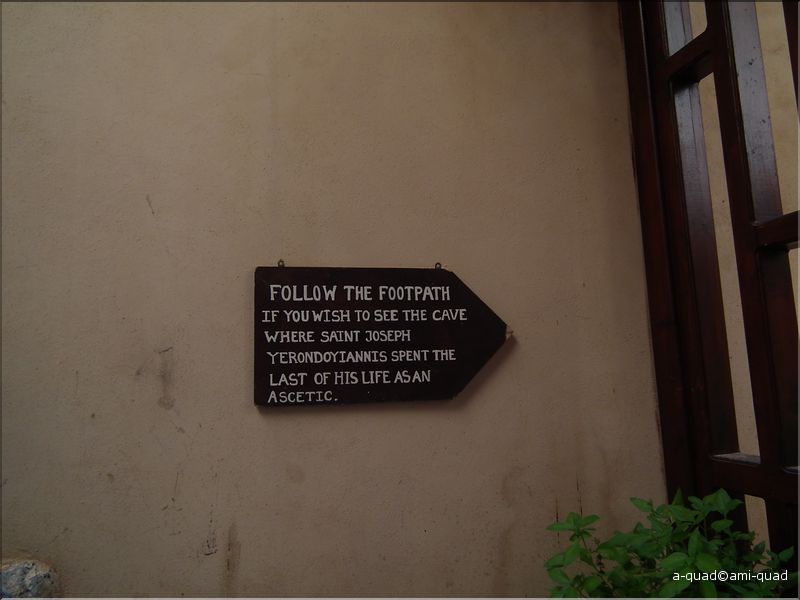 FOLLOW THE FOOTPATH
IF YOU WISH TO SEE THE CAVE
WHERE SAINT JOSEPH
YERONDOYIANNIS SPENT THE
LAST OF HIS LIFE AS AN
ASCETIC.
a-quad©ami-quad